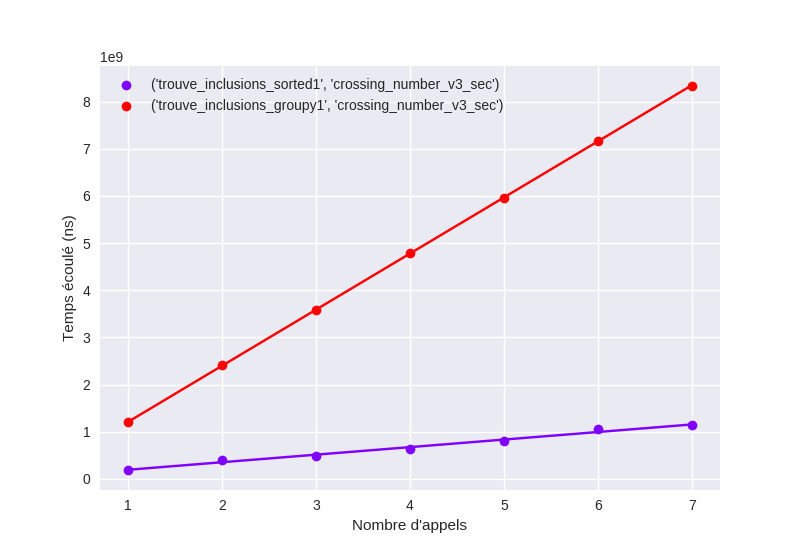 1e9
('trouve_inclusions_sorted1', 'crossing_number_v3_sec')
('trouve_inclusions_groupy1', 'crossing_number_v3_sec')
8
7
6
5
4
3
2
1
0
Temps écoulé (ns)
1 2 3 4 5 6 7
Nombre d'appels